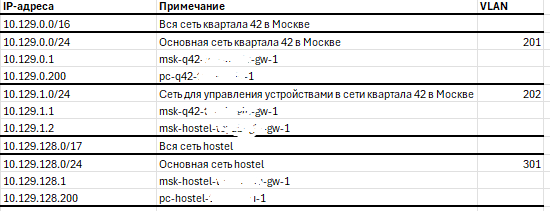 IP-адреса Примечание VLAN
10.129.0.0/16 Вся сеть квартала 42 в Москве
10.129.0.0/24 Основная сеть квартала 42 в Москве 201
10.129.0.1 msk-q42- -gw-1
10.129.0.200 pc-q42- -1
10.129.1.0/24 Сеть для управления устройствами в сети квартала 42 в Москве 202
10.129.1.1 msk-q42- -gw-1
10.129.1.2 msk-hostel- -gw-1
10.129.128.0/17 Вся сеть hostel
10.129.128.0/24 Основная сеть hostel 301
10.129.128.1 msk-hostel- -gw-1
10.129.128.200 pc-hostel- -1